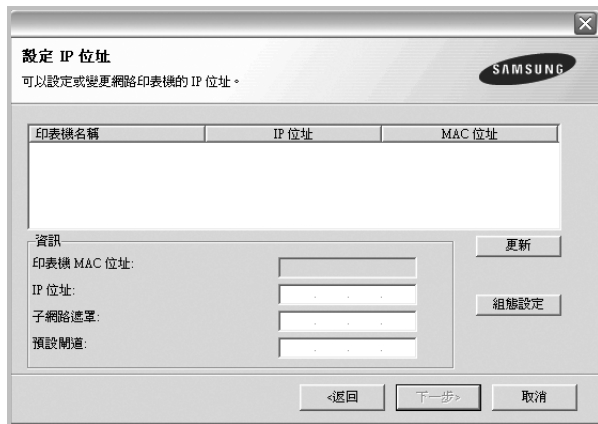 設定 IP 位址
可以設定或變更網路印表機的 IP 位址。
SAMSUNG
印表機名稱 IP 位址 MAC 位址
資訊
更新
印表機 MAC 位址:
IP 位址:
組態設定
子網路遮罩:
預設閘道:
<返回 下一步> 取消